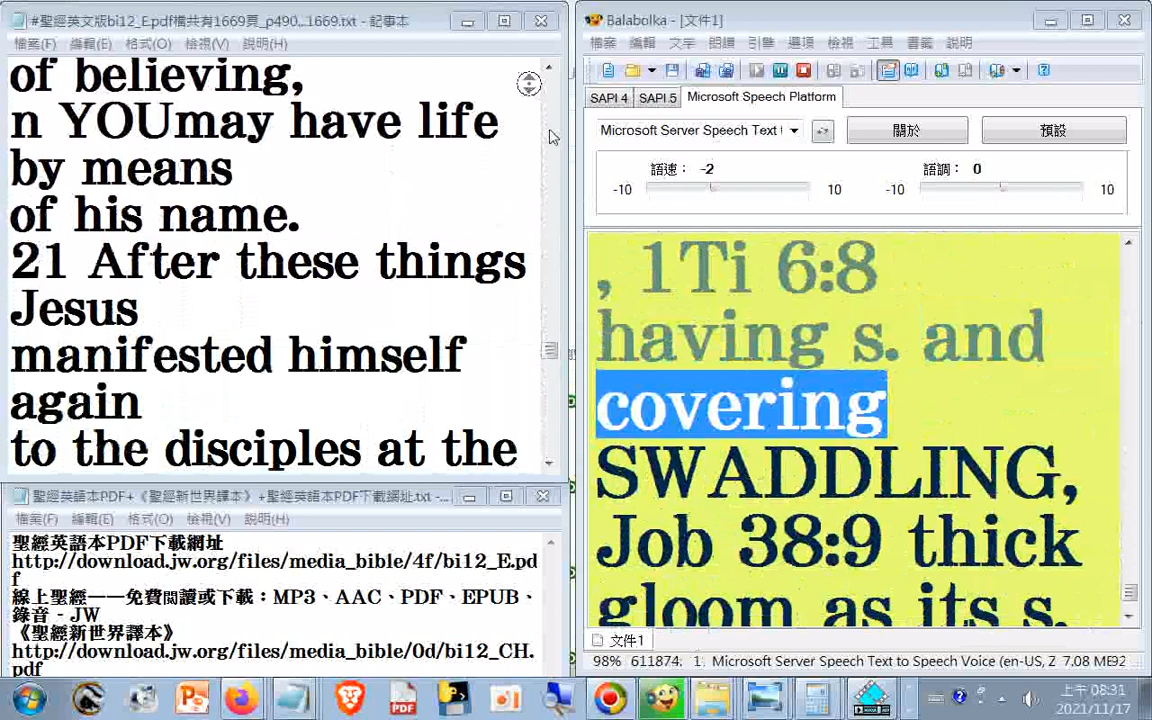 #聖經英文版bi12_E.pdf檔共有1669頁_p490,..1669.txt - 記事本
檔案(F) 編輯(E) 格式(O) 檢視(V) 說明(H)
of believing,
n YOUmay have life
by means
of his name.
21 After these things
Jesus
manifested himself
again
to the disciples at the
聖經英語本PDF+《聖經新世界譯本》+聖經英語本PDF下載網址.txt -...
檔案(F) 編輯(E) 格式(O) 檢視(V) 說明(H)
聖經英語本PDF下載網址
http://download.jw.org/files/media_bible/4f/bi12_E.pd
f
線上聖經——免費閱讀或下載：MP3、AAC、PDF、EPUB、
錄音 - JW
《聖經新世界譯本》
http://download.jw.org/files/media_bible/0d/bi12_CH.
pdf
Balabolka - [文件1]
檔案 編輯 文字 朗讀 引擎 選項 檢視 工具 書籤 說明
SAPI 4 SAPI 5 Microsoft Speech Platform
Microsoft Server Speech Text 關於 預設
語速： -2 語調： 0
-10 10 -10 10
, 1Ti 6:8
having s. and
covering
SWADDLING,
Job 38:9 thick
gloom as its s.
文件1
98% 611874: 1. Microsoft Server Speech Text to Speech Voice (en-US, Z 7.08 ME92
上午 08:31
2021/11/17